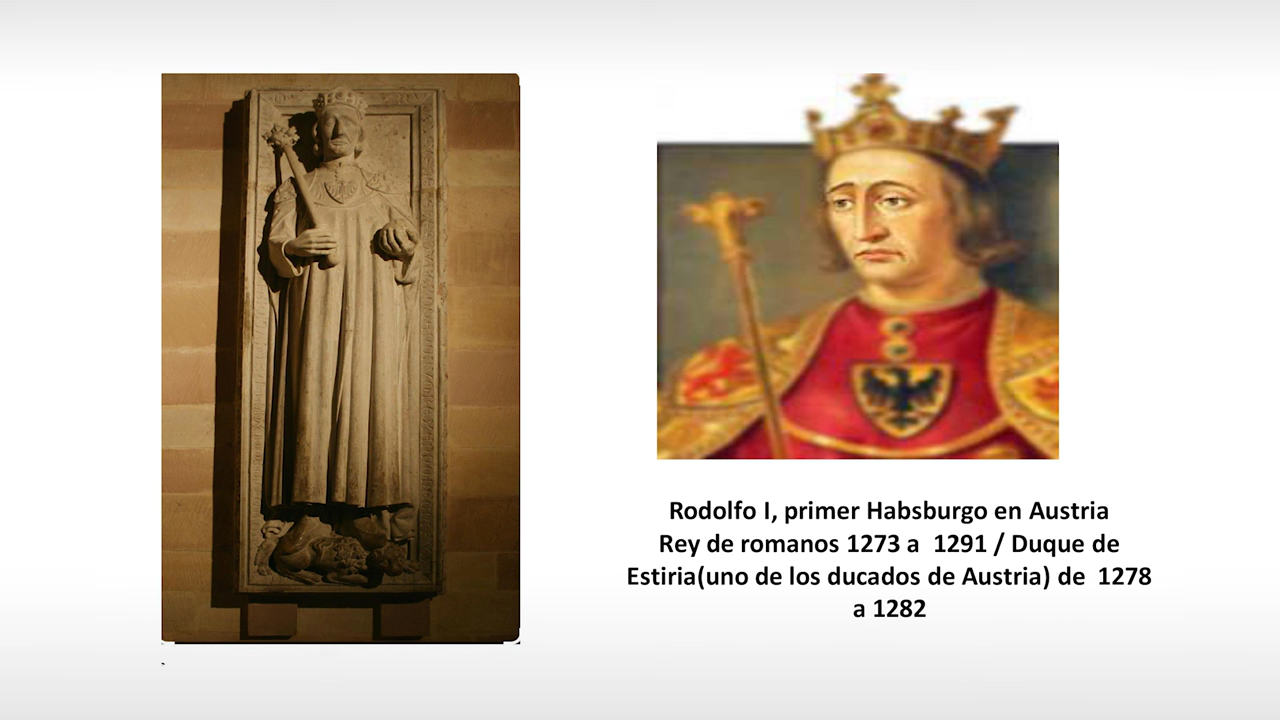 Rodolfo I, primer Habsburgo en Austria
Rey de romanos 1273 a  1291 / Duque de
Estiria(uno de los ducados de Austria) de  1278
a 1282